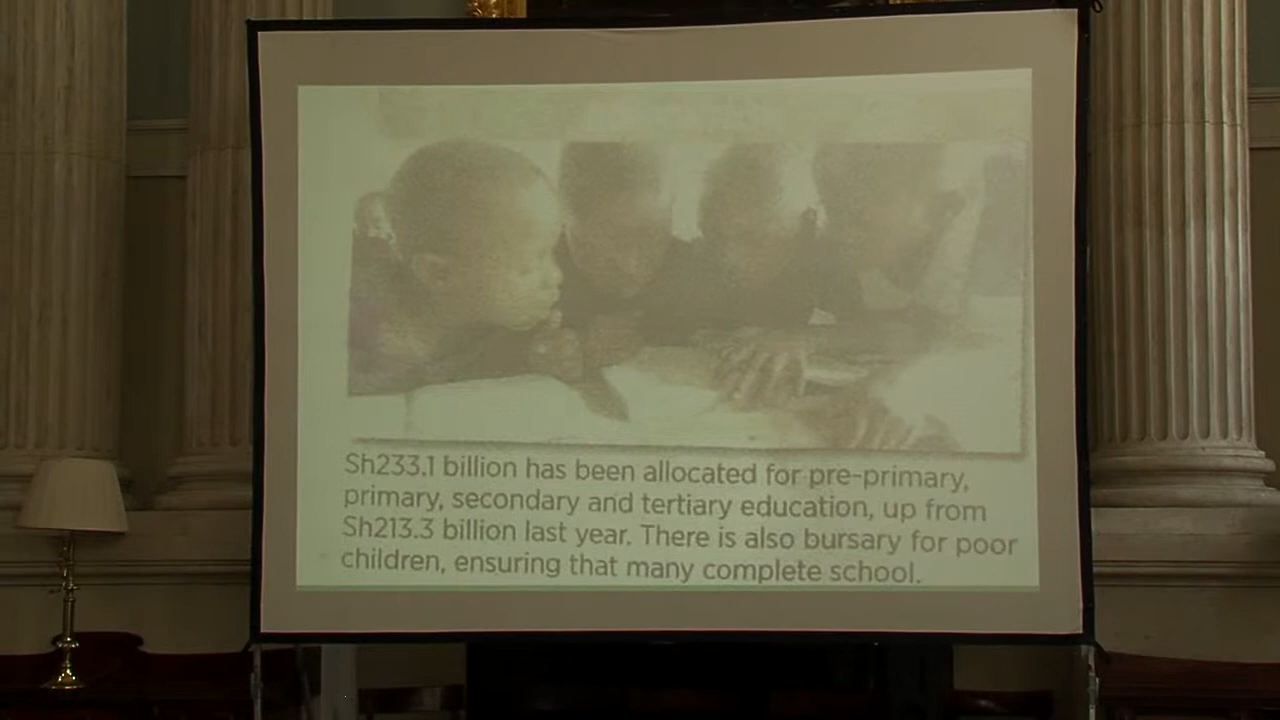 Sh233.1 billion has been allocated for pre-primary,
primary, secondary and tertiary education, up from
Sh213.3 billion last year. There is also bursary for poor
children, ensuring that many complete school.